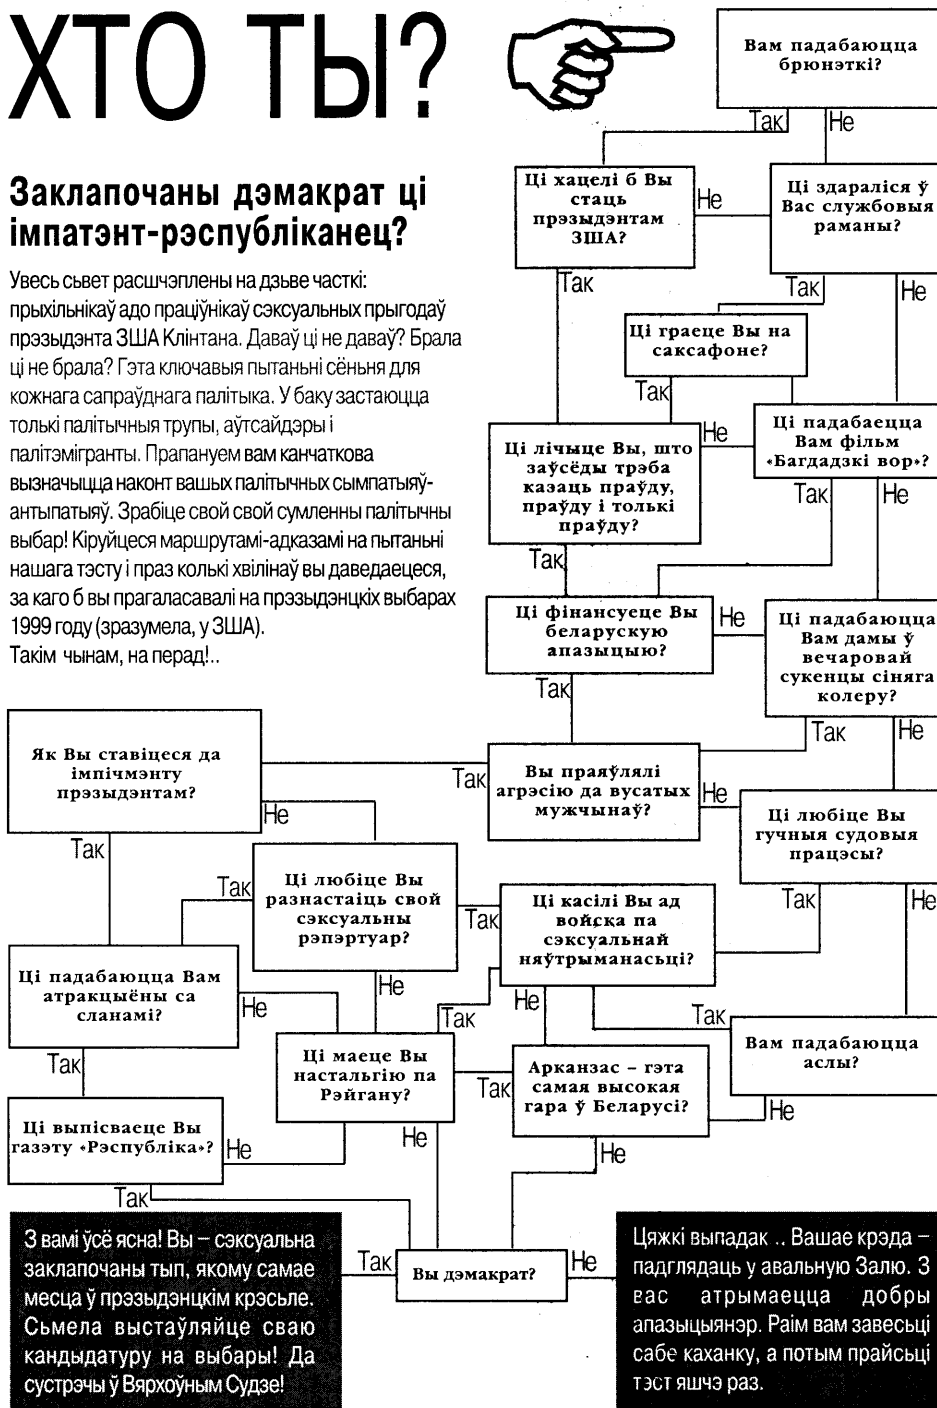 ХТО ТЫ?
Заклапочаны дэмакрат ці
імпатэнт-рэспубліканец?
Увесь сьвет расшчэплены на дзьве часткі:
прыхільнікаў адо праціўнікаў сэксуальных прыгодаў
прэзыдэнта ЗША Клінтана. Даваў ці не даваў? Брала
ці не брала? Гэта ключавыя пытаньні сёньня для
кожнага сапраўднага палітыка. У баку застаюцца
толькі палітычныя трупы, аўтсайдэры і
палітэмігранты. Прапануем вам канчаткова
вызначыцца наконт вашых палітычных сымпатыяў-
антыпатыяў. Зрабіце свой свой сумленны палітычны
выбар! Кіруйцеся маршрутамі-адказамі на пытаньні
нашага тэсту і праз колькі хвілінаў вы даведаецеся,
за каго б вы прагаласавалі на прэзыдэнцкіх выбарах
1999 году (зразумела, у ЗША).
Такім чынам, на перад!..
Вам падабаюцца
брюнэткі?
Так
Не
Ці хацелі б Вы
стаць
прэзыдэнтам
ЗША?
Не
Так
Ці здараліся ў
Вас службовыя
раманы?
Так
Не
Ці граеце Вы на
саксафоне?
Так
Не
Ці падабаецца
Вам фільм
«Багдадзкі вор»?
Так
Не
Ці лічыце Вы, што
заўсёды трэба
казаць праўду,
праўду і толькі
праўду?
Так
Ці фінансуеце Вы
беларускую
апазыцыю?
Не
Так
Ці падабаюцца
Вам дамы ў
вечаровай
сукенцы сіняга
колеру?
Так
Не
Як Вы ставіцеся да
імпічмэнту
прэзыдэнтам?
Не
Так
Так
Вы праяўлялі
агрэсію да вусатых
мужчынаў?
Не
Ці любіце Вы
гучныя судовыя
працэсы?
Так
Не
Так
Ці любіце Вы
разнастаіць свой
сэксуальны
рэпэртуар?
Так
Не
Ці касілі Вы ад
войска па
сэксуальнай
няўтрыманасьці?
Так
Не
Так
Ці падабаюцца Вам
атракцыёны са
сланамі?
Не
Так
Ці маеце Вы
настальгію па
Рэйгану?
Так
Не
Арканзас – гэта
самая высокая
гара ў Беларусі?
Не
Вам падабаюцца
аслы?
Не
Ці выпісваеце Вы
газэту «Рэспубліка»?
Не
Так
З вамі ўсё ясна! Вы – сэксуальна
заклапочаны тып, якому самае
месца ў прэзыдэнцкім крэсьле.
Сьмела выстаўляйце сваю
кандыдатуру на выбары! Да
сустрэчы ў Вярхоўным Судзе!
Так
Вы дэмакрат?
Не
Цяжкі выпадак .. Вашае крэда –
падглядаць у авальную Залю. З
вас атрымаецца добры
апазыцыянэр. Раім вам завесьці
сабе каханку, а потым прайсьці
тэст яшчэ раз.